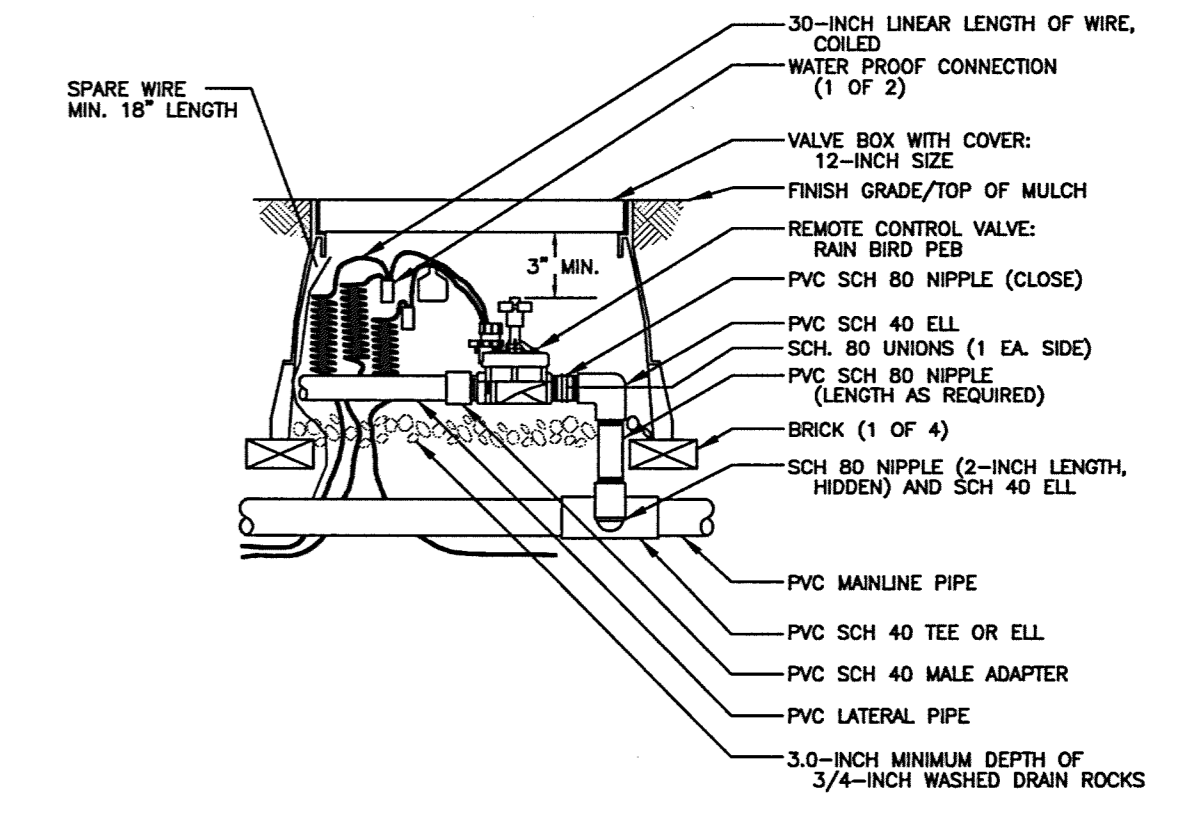 30-INCH LINEAR LENGTH OF WIRE,
COILED
WATER PROOF CONNECTION
(1 OF 2)
SPARE WIRE
MIN. 18" LENGTH
VALVE BOX WITH COVER:
12-INCH SIZE
FINISH GRADE/TOP OF MULCH
REMOTE CONTROL VALVE:
RAIN BIRD PEB
3" MIN.
PVC SCH 80 NIPPLE (CLOSE)
PVC SCH 40 ELL
SCH. 80 UNIONS (1 EA. SIDE)
PVC SCH 80 NIPPLE
(LENGTH AS REQUIRED)
BRICK (1 OF 4)
SCH 80 NIPPLE (2-INCH LENGTH,
HIDDEN) AND SCH 40 ELL
PVC MAINLINE PIPE
PVC SCH 40 TEE OR ELL
PVC SCH 40 MALE ADAPTER
PVC LATERAL PIPE
3.0-INCH MINIMUM DEPTH OF
3/4-INCH WASHED DRAIN ROCKS